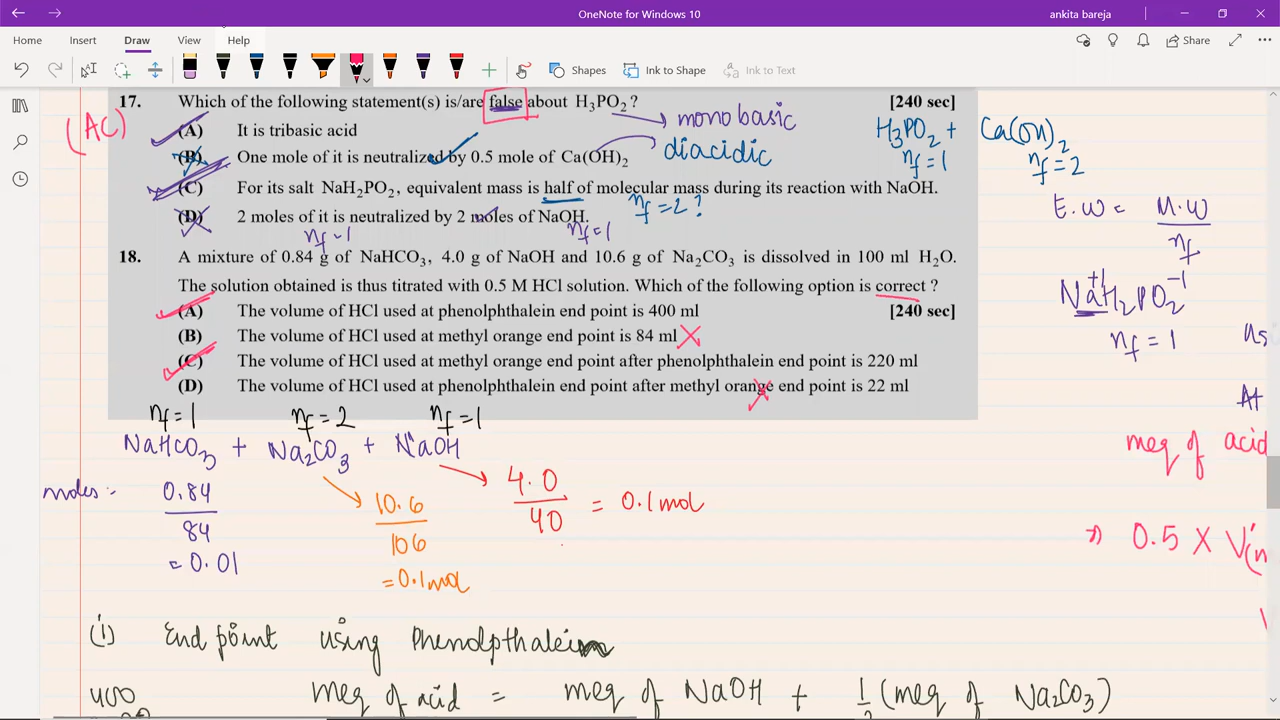 OneNote for Windows 10
ankita bareja
Home Insert Draw View Help
Share
Shapes Ink to Shape Ink to Text
17. Which of the following statement(s) is/are false about H₃PO₂? [240 sec]
(AC)
monobasic
(A) It is tribasic acid
H₃PO₂ + Ca(OH)₂
(B) One mole of it is neutralized by 0.5 mole of Ca(OH)₂
diacidic
nf = 1 nf = 2
(C) For its salt NaH₂PO₂, equivalent mass is half of molecular mass during its reaction with NaOH.
nf = 2 ?
E.W = M.W / nf
(D) 2 moles of it is neutralized by 2 moles of NaOH.
nf = 1 nf = 1
18. A mixture of 0.84 g of NaHCO₃, 4.0 g of NaOH and 10.6 g of Na₂CO₃ is dissolved in 100 ml H₂O.
The solution obtained is thus titrated with 0.5 M HCl solution. Which of the following option is correct ?
Na⁺¹H₂PO₂⁻¹
nf = 1
(A) The volume of HCl used at phenolphthalein end point is 400 ml [240 sec]
(B) The volume of HCl used at methyl orange end point is 84 ml
(C) The volume of HCl used at methyl orange end point after phenolphthalein end point is 220 ml
(D) The volume of HCl used at phenolphthalein end point after methyl orange end point is 22 ml
nf = 1 nf = 2 nf = 1
NaHCO₃ + Na₂CO₃ + NaOH
At
meq of acid
moles = 0.84 / 84 = 0.01
10.6 / 106 = 0.1 mol
4.0 / 40 = 0.1 mol
⇒ 0.5 × V(in
(i) End point using Phenolpthalein
meq of acid = meq of NaOH + 1/2 (meq of Na₂CO₃)
400